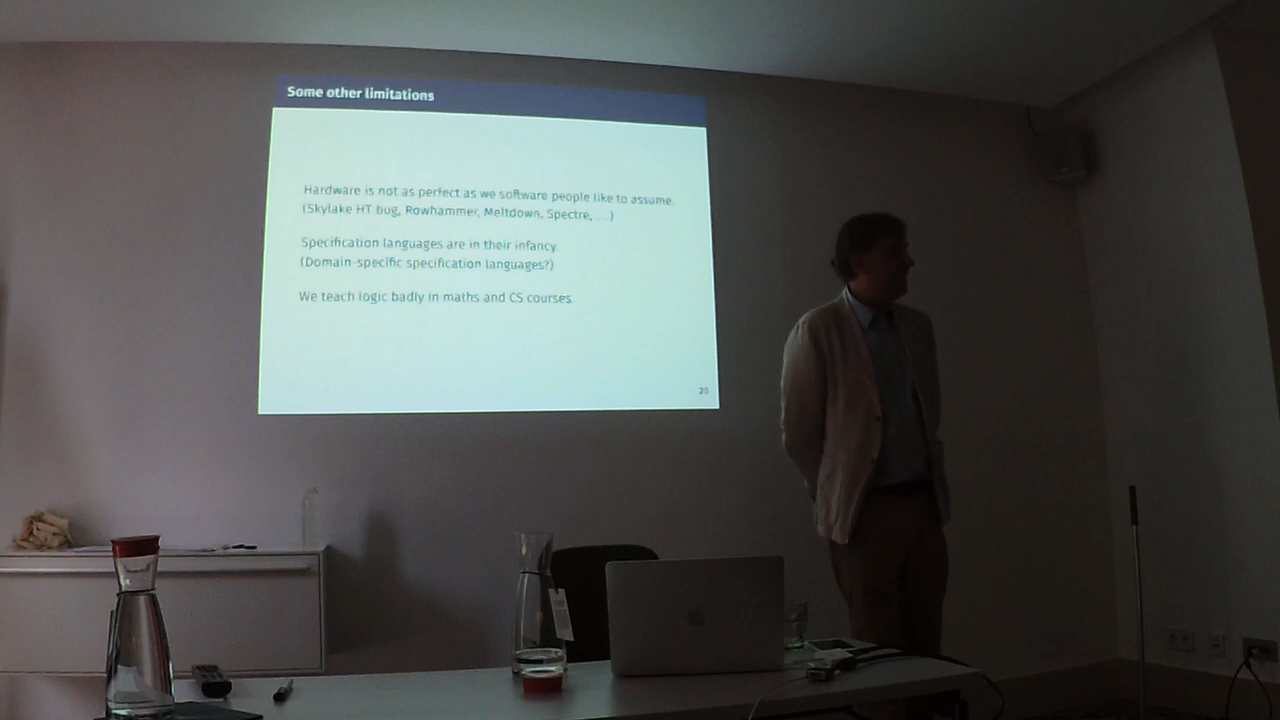 Some other limitations
Hardware is not as perfect as we software people like to assume.
(Skylake HT bug, Rowhammer, Meltdown, Spectre, ...)
Specification languages are in their infancy.
(Domain-specific specification languages?)
We teach logic badly in maths and CS courses.
20